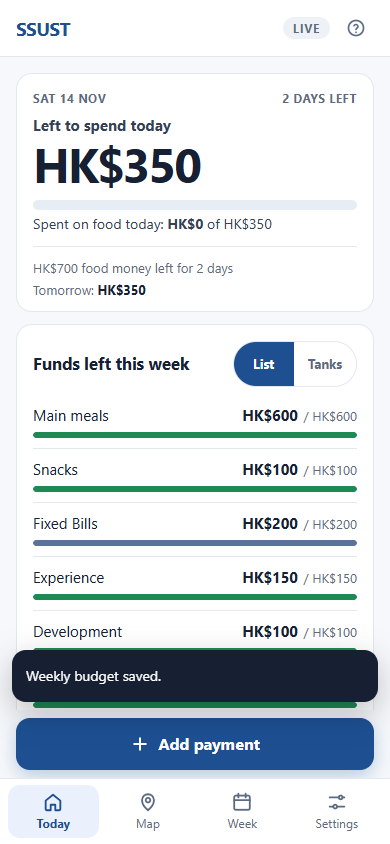 SSUST
LIVE
SAT 14 NOV
2 DAYS LEFT
Left to spend today
HK$350
Spent on food today: HK$0 of HK$350
HK$700 food money left for 2 days
Tomorrow: HK$350
Funds left this week
List
Tanks
Main meals
HK$600 / HK$600
Snacks
HK$100 / HK$100
Fixed Bills
HK$200 / HK$200
Experience
HK$150 / HK$150
Development
HK$100 / HK$100
Weekly budget saved.
+ Add payment
Today
Map
Week
Settings